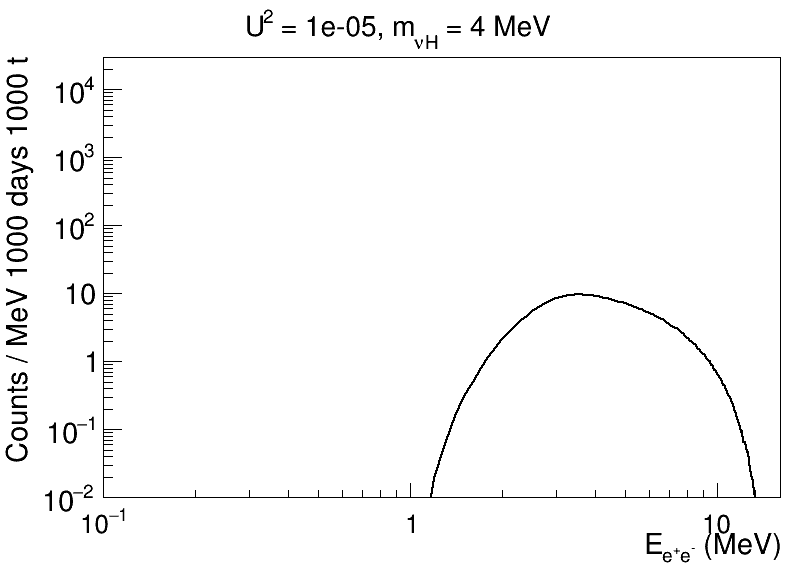 U² = 1e-05, m_νH = 4 MeV
Counts / MeV 1000 days 1000 t
10⁴
10³
10²
10
1
10⁻¹
10⁻²
10⁻¹ 1 10
E_e⁺e⁻ (MeV)